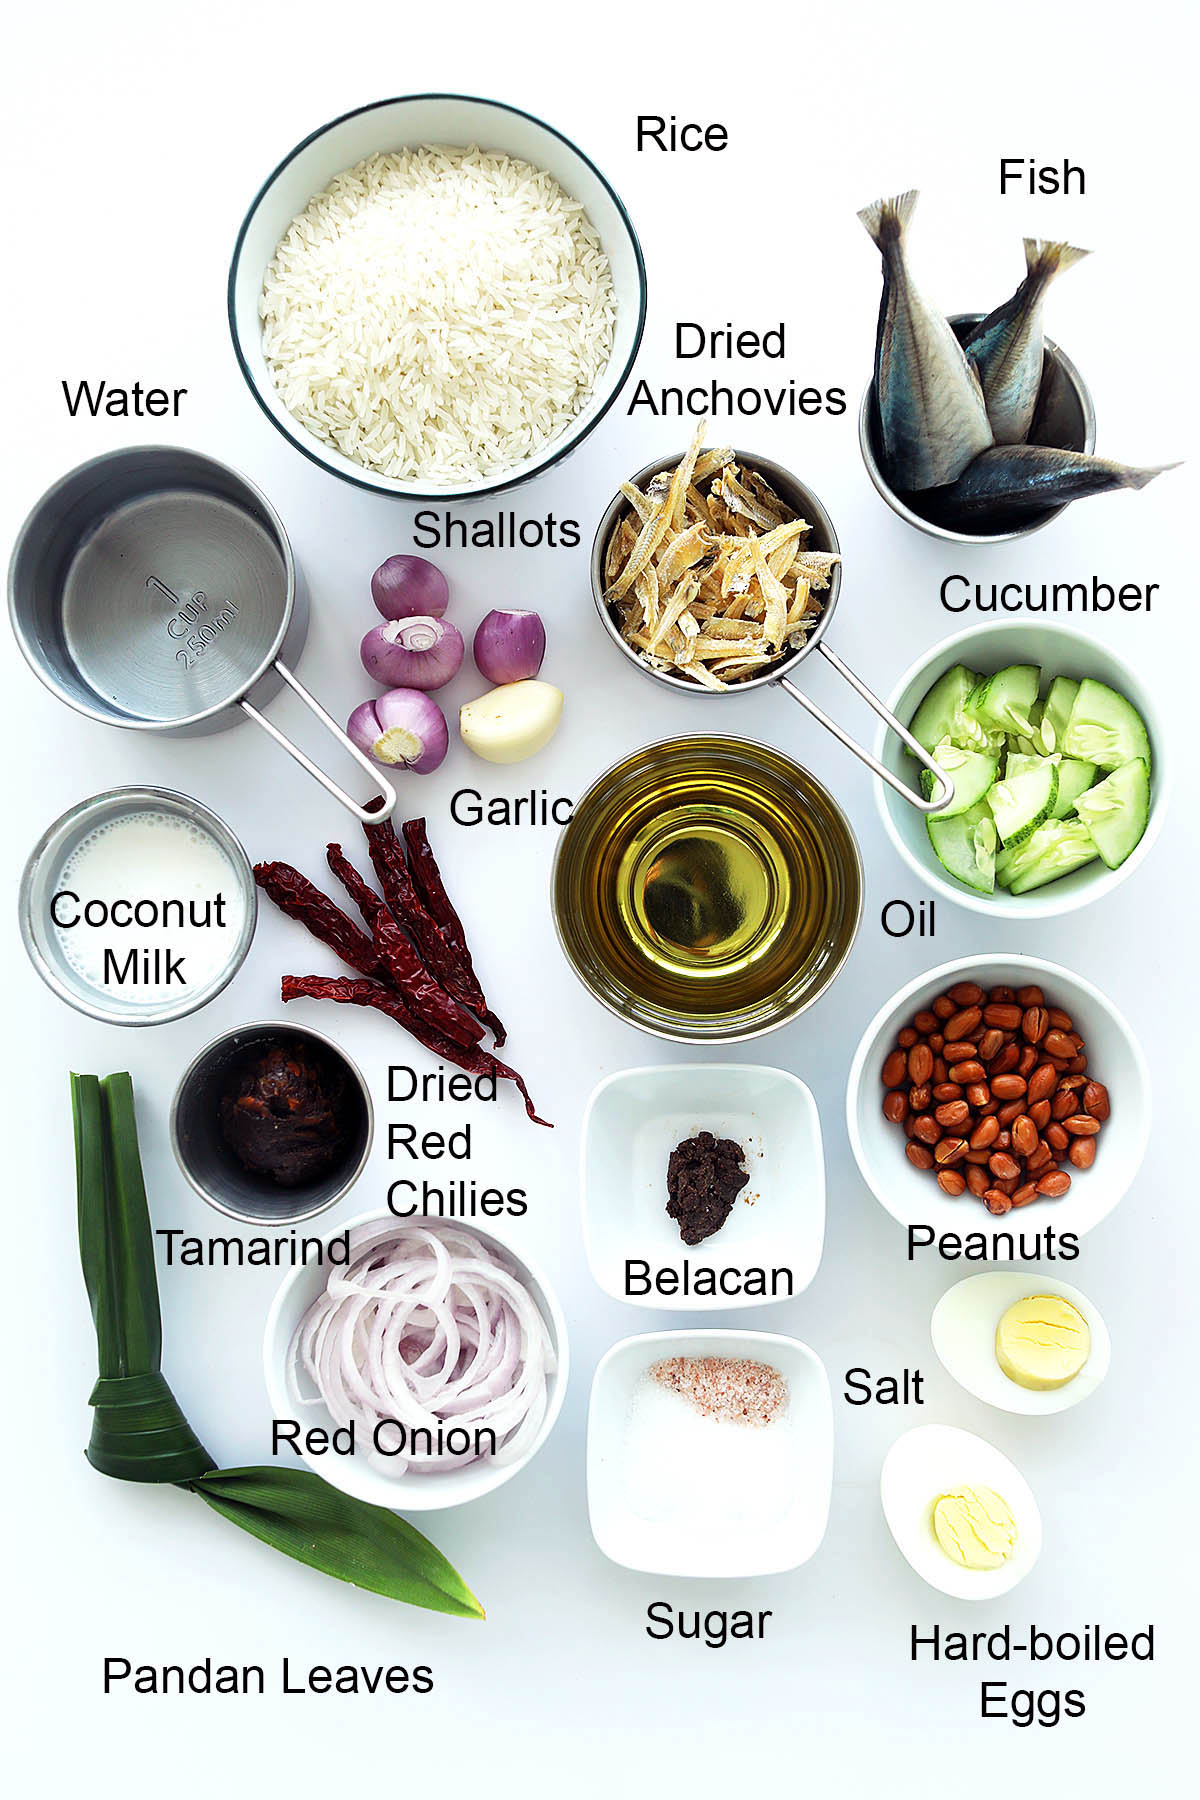 Rice
Fish
Dried
Anchovies
Water
Shallots
1
CUP
250ml
Cucumber
Garlic
Coconut
Milk
Oil
Dried
Red
Chilies
Tamarind
Belacan
Peanuts
Red Onion
Salt
Sugar
Hard-boiled
Eggs
Pandan Leaves